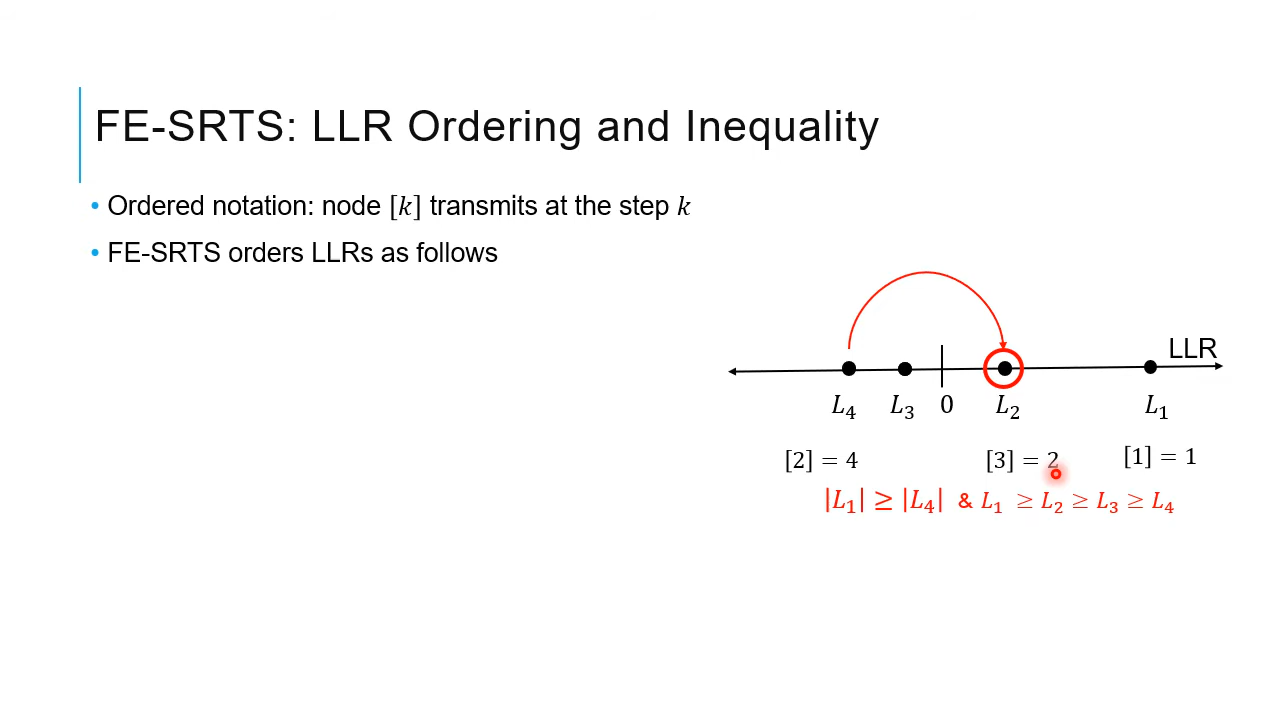 FE-SRTS: LLR Ordering and Inequality
• Ordered notation: node [k] transmits at the step k
• FE-SRTS orders LLRs as follows
LLR
L₄ L₃ 0 L₂ L₁
[2] = 4 [3] = 2 [1] = 1
|L₁| ≥ |L₄| & L₁ ≥ L₂ ≥ L₃ ≥ L₄